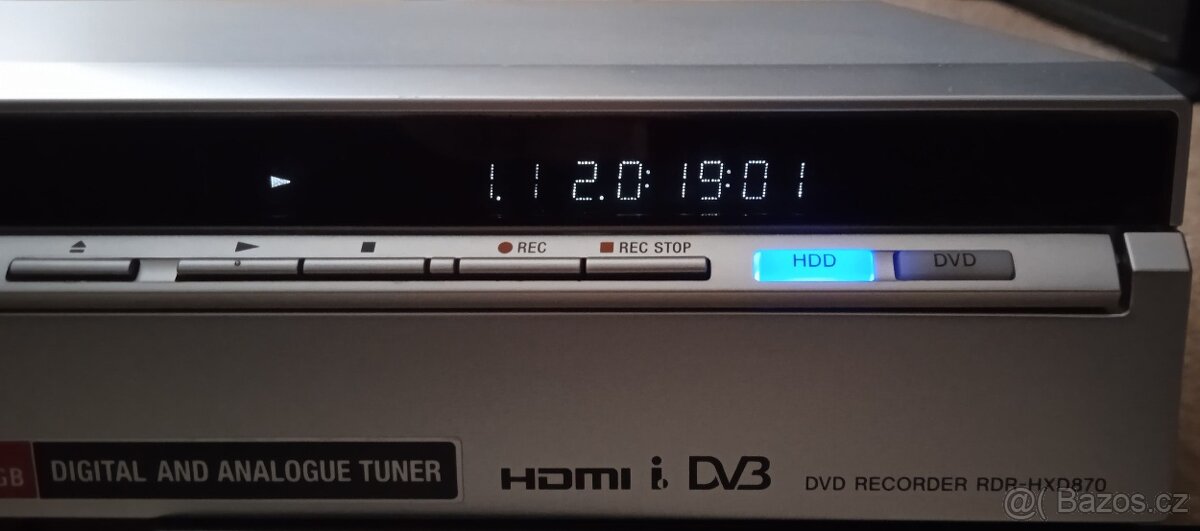 1.1 2.0:19:01
REC
REC STOP
HDD
DVD
GB
DIGITAL AND ANALOGUE TUNER
HDMI i DVB
DVD RECORDER RDR-HXD870
@( Bazos.cz